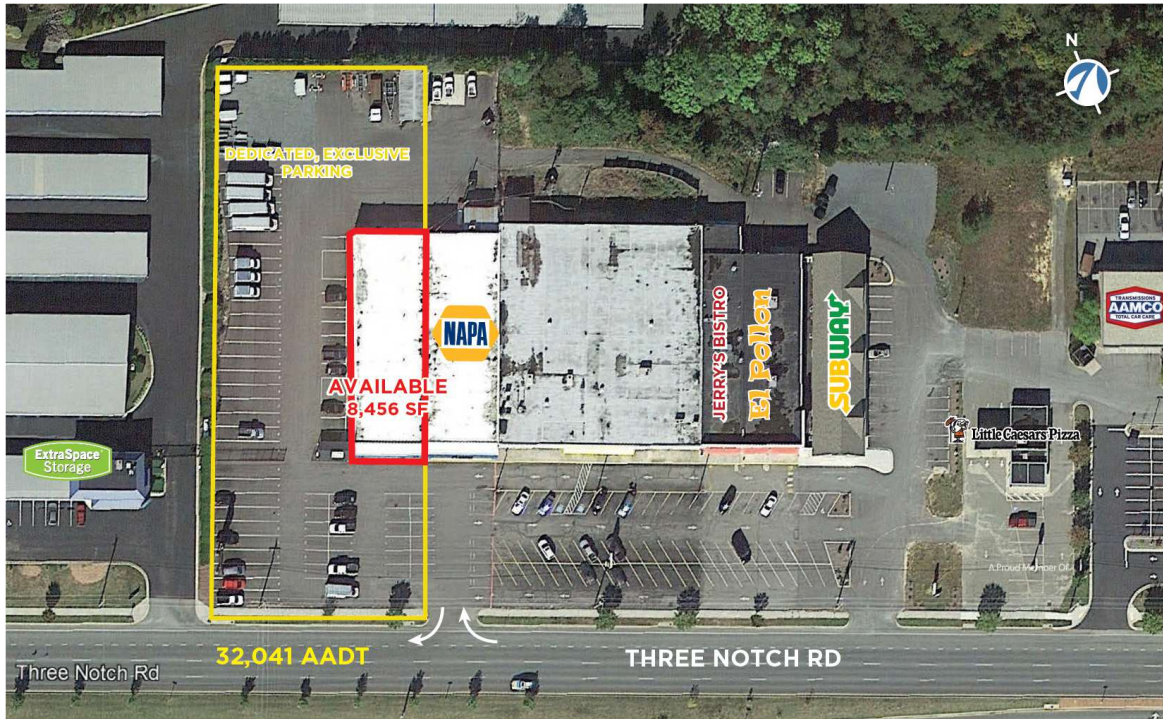 N
DEDICATED, EXCLUSIVE
PARKING
NAPA
AVAILABLE
8,456 SF
JERRY'S BISTRO
El Pollon
SUBWAY
TRANSMISSIONS
AAMCO
TOTAL CAR CARE
Little Caesars Pizza
ExtraSpace
Storage
A Proud Member Of
32,041 AADT
THREE NOTCH RD
Three Notch Rd